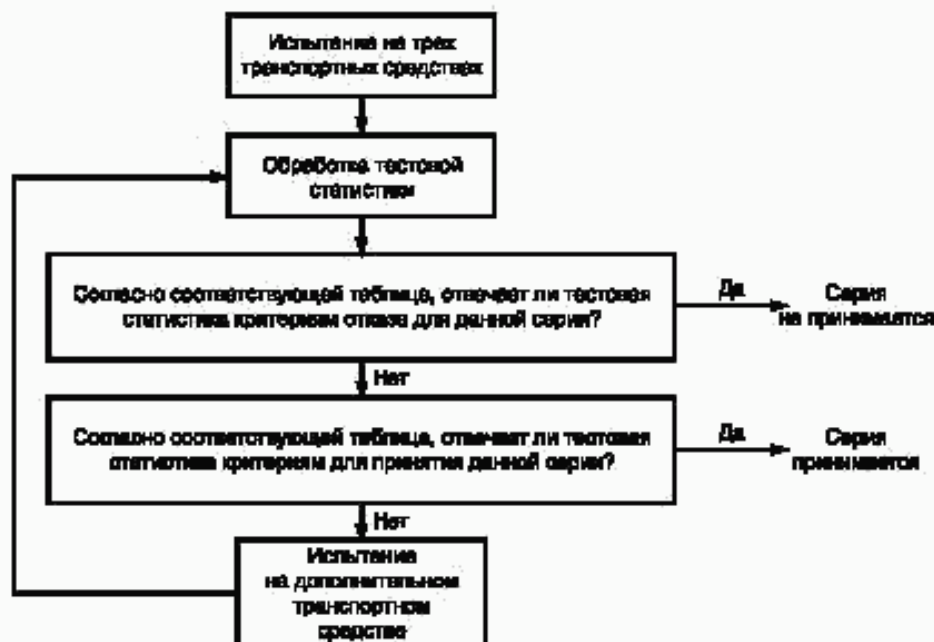 Испытание на трех
транспортных средствах
Обработка тестовой
статистики
Согласно соответствующей таблице, отвечает ли тестовая
статистика критериям отказа для данной серии?
Да
Серия
не принимается
Нет
Согласно соответствующей таблице, отвечает ли тестовая
статистика критериям для принятия данной серии?
Да
Серия
принимается
Нет
Испытание
на дополнительном
транспортном
средстве